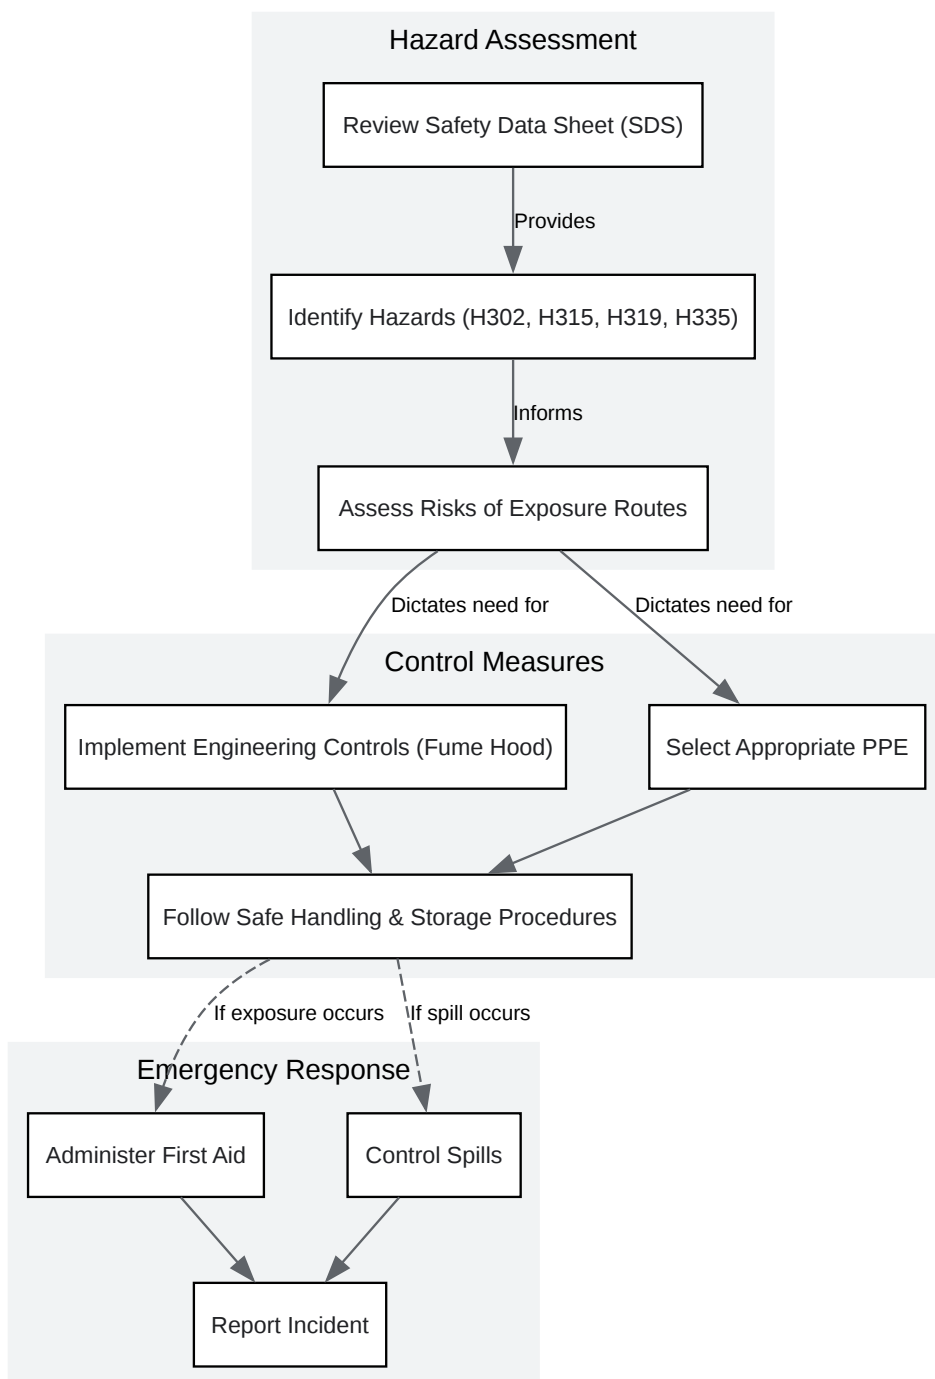 Hazard Assessment
Review Safety Data Sheet (SDS)
Provides
Identify Hazards (H302, H315, H319, H335)
Informs
Assess Risks of Exposure Routes
Dictates need for
Dictates need for
Control Measures
Implement Engineering Controls (Fume Hood)
Select Appropriate PPE
Follow Safe Handling & Storage Procedures
If exposure occurs
If spill occurs
Emergency Response
Administer First Aid
Control Spills
Report Incident